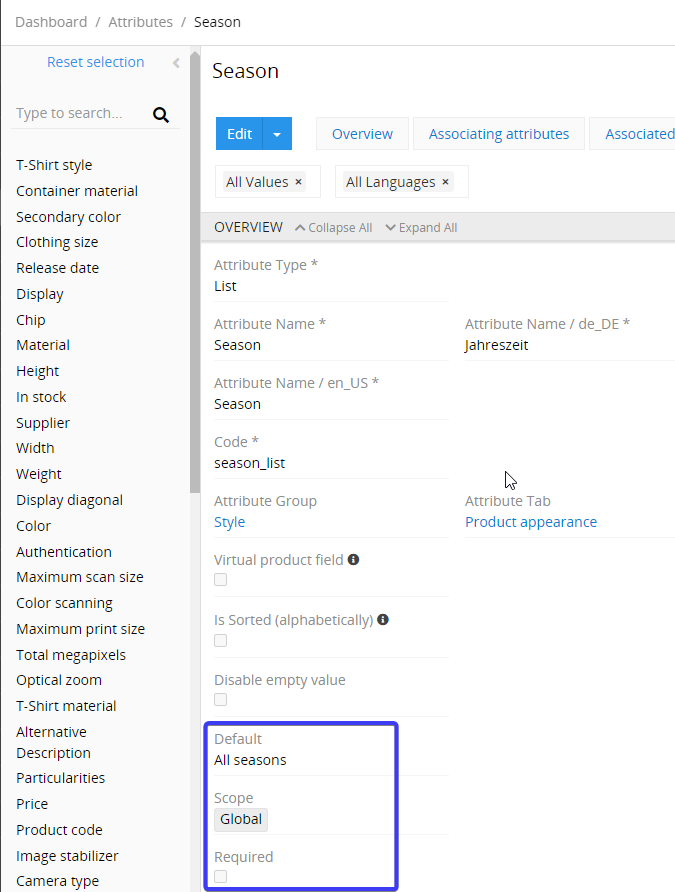 Dashboard / Attributes / Season
Reset selection
Type to search...
T-Shirt style
Container material
Secondary color
Clothing size
Release date
Display
Chip
Material
Height
In stock
Supplier
Width
Weight
Display diagonal
Color
Authentication
Maximum scan size
Color scanning
Maximum print size
Total megapixels
Optical zoom
T-Shirt material
Alternative
Description
Particularities
Price
Product code
Image stabilizer
Camera type
Season
Edit Overview Associating attributes Associated
All Values × All Languages ×
OVERVIEW Collapse All Expand All
Attribute Type *
List
Attribute Name * Attribute Name / de_DE *
Season Jahreszeit
Attribute Name / en_US *
Season
Code *
season_list
Attribute Group Attribute Tab
Style Product appearance
Virtual product field
Is Sorted (alphabetically)
Disable empty value
Default
All seasons
Scope
Global
Required